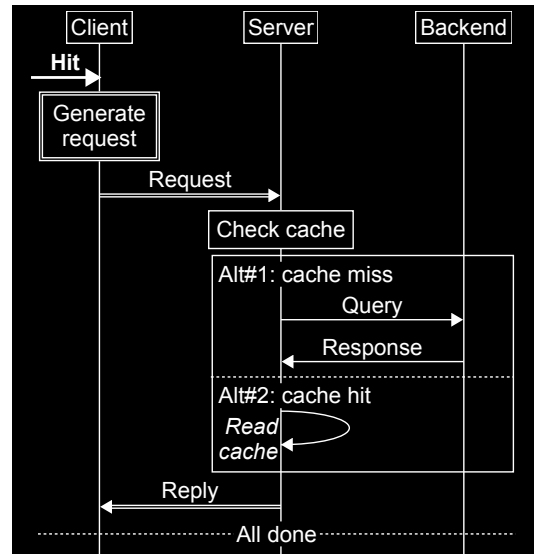 Client Server Backend
Hit
Generate
request
Request
Check cache
Alt#1: cache miss
Query
Response
Alt#2: cache hit
Read
cache
Reply
All done